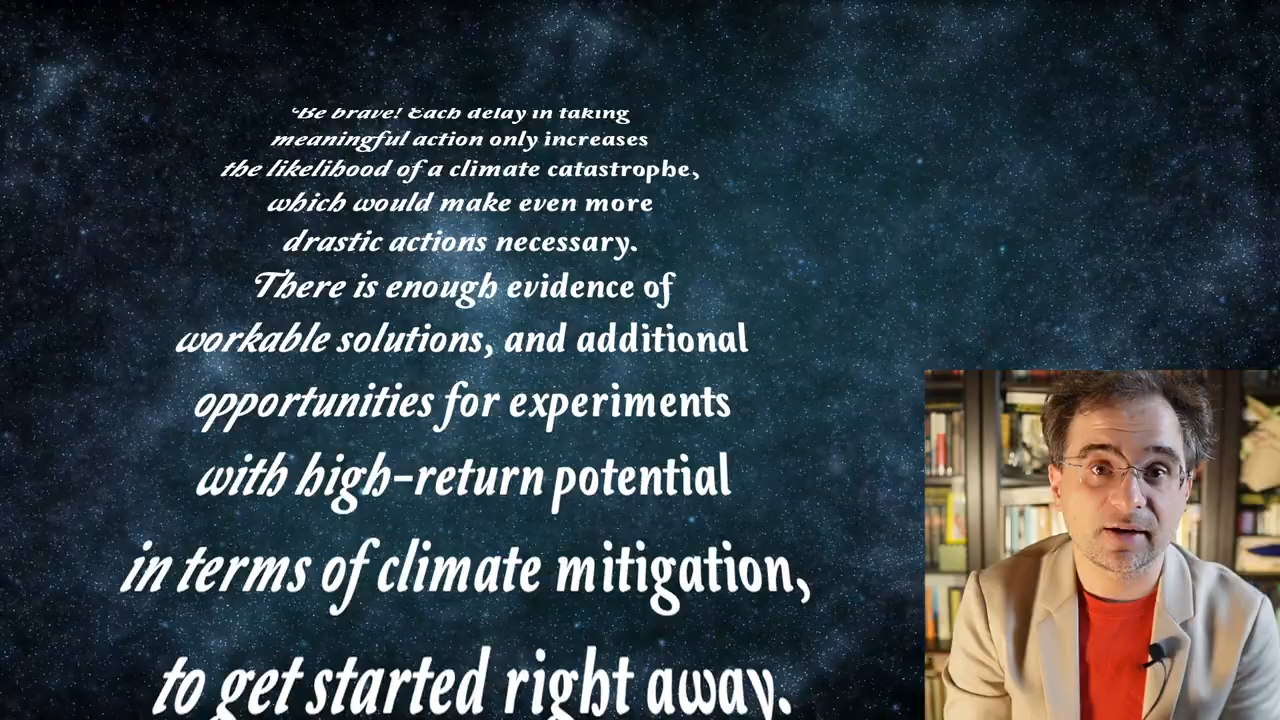 "Be brave! Each delay in taking
meaningful action only increases
the likelihood of a climate catastrophe,
which would make even more
drastic actions necessary.
There is enough evidence of
workable solutions, and additional
opportunities for experiments
with high-return potential
in terms of climate mitigation,
to get started right away.